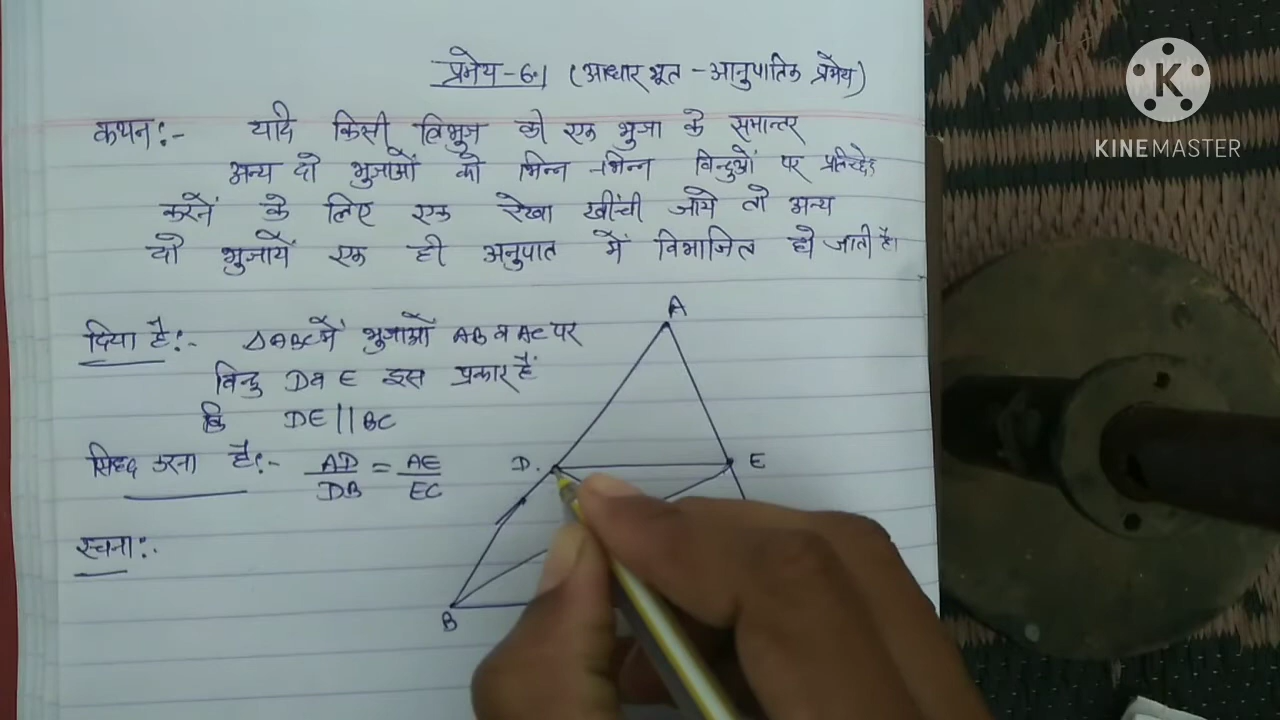 प्रमेय-6.1 (आधारभूत-आनुपातिक प्रमेय)
कथन:- यदि किसी त्रिभुज की एक भुजा के समान्तर
अन्य दो भुजाओं को भिन्न-भिन्न बिन्दुओं पर प्रतिच्छेद
करने के लिए एक रेखा खींची जाये तो अन्य
दो भुजायें एक ही अनुपात में विभाजित हो जाती है।
दिया है:- △ABC में भुजाओं AB व AC पर
बिन्दु D व E इस प्रकार हैं
कि DE||BC
सिद्ध करना है:- AD/DB = AE/EC
रचना:-
A
D.
E
B
K
KINEMASTER